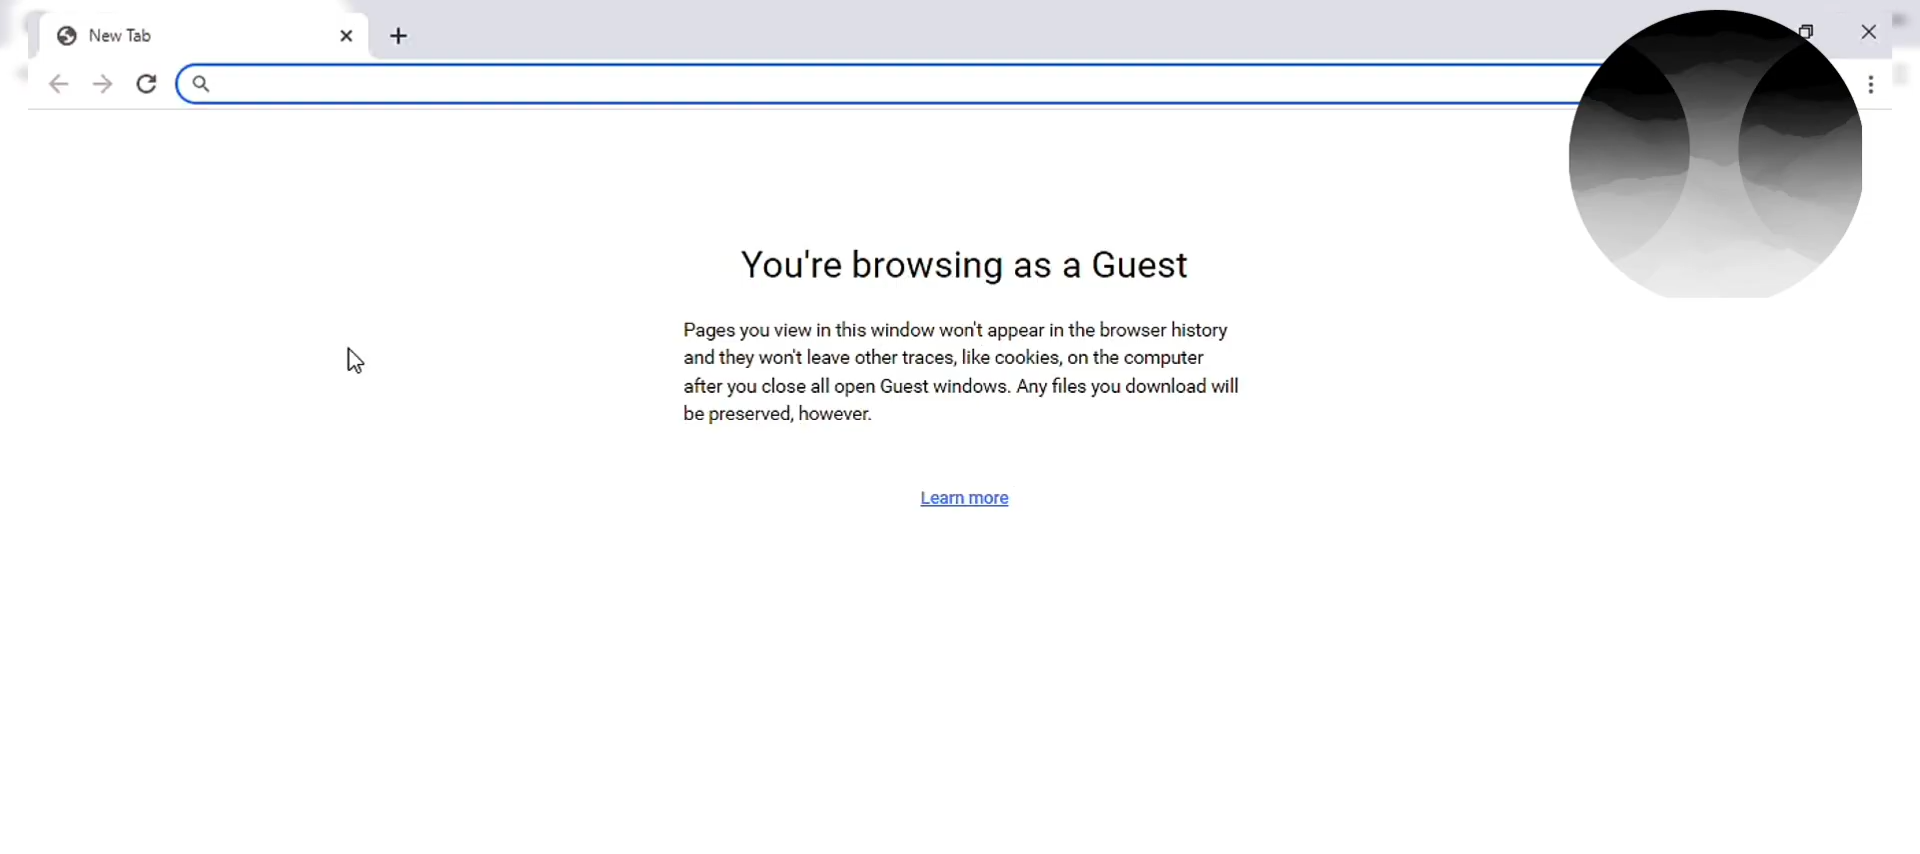 New Tab
You're browsing as a Guest
Pages you view in this window won't appear in the browser history
and they won't leave other traces, like cookies, on the computer
after you close all open Guest windows. Any files you download will
be preserved, however.
Learn more